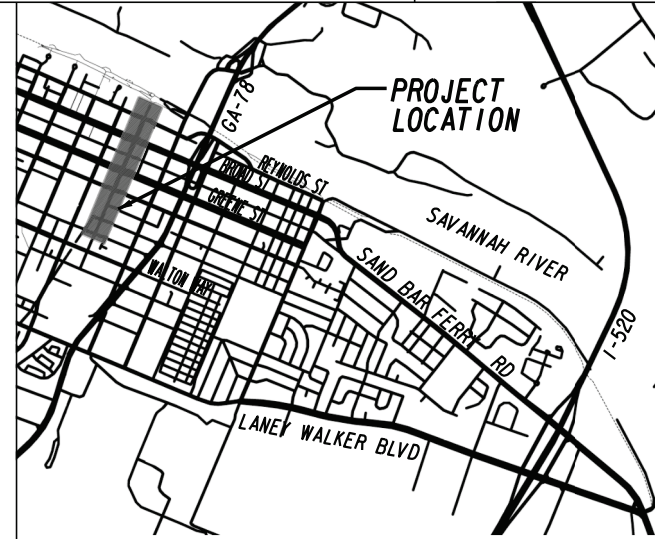 PROJECT
LOCATION
GA-78
REYNOLDS ST
BROAD ST
GREENE ST
SAVANNAH RIVER
WALTON WAY
SAND BAR FERRY RD
I-520
LANEY WALKER BLVD